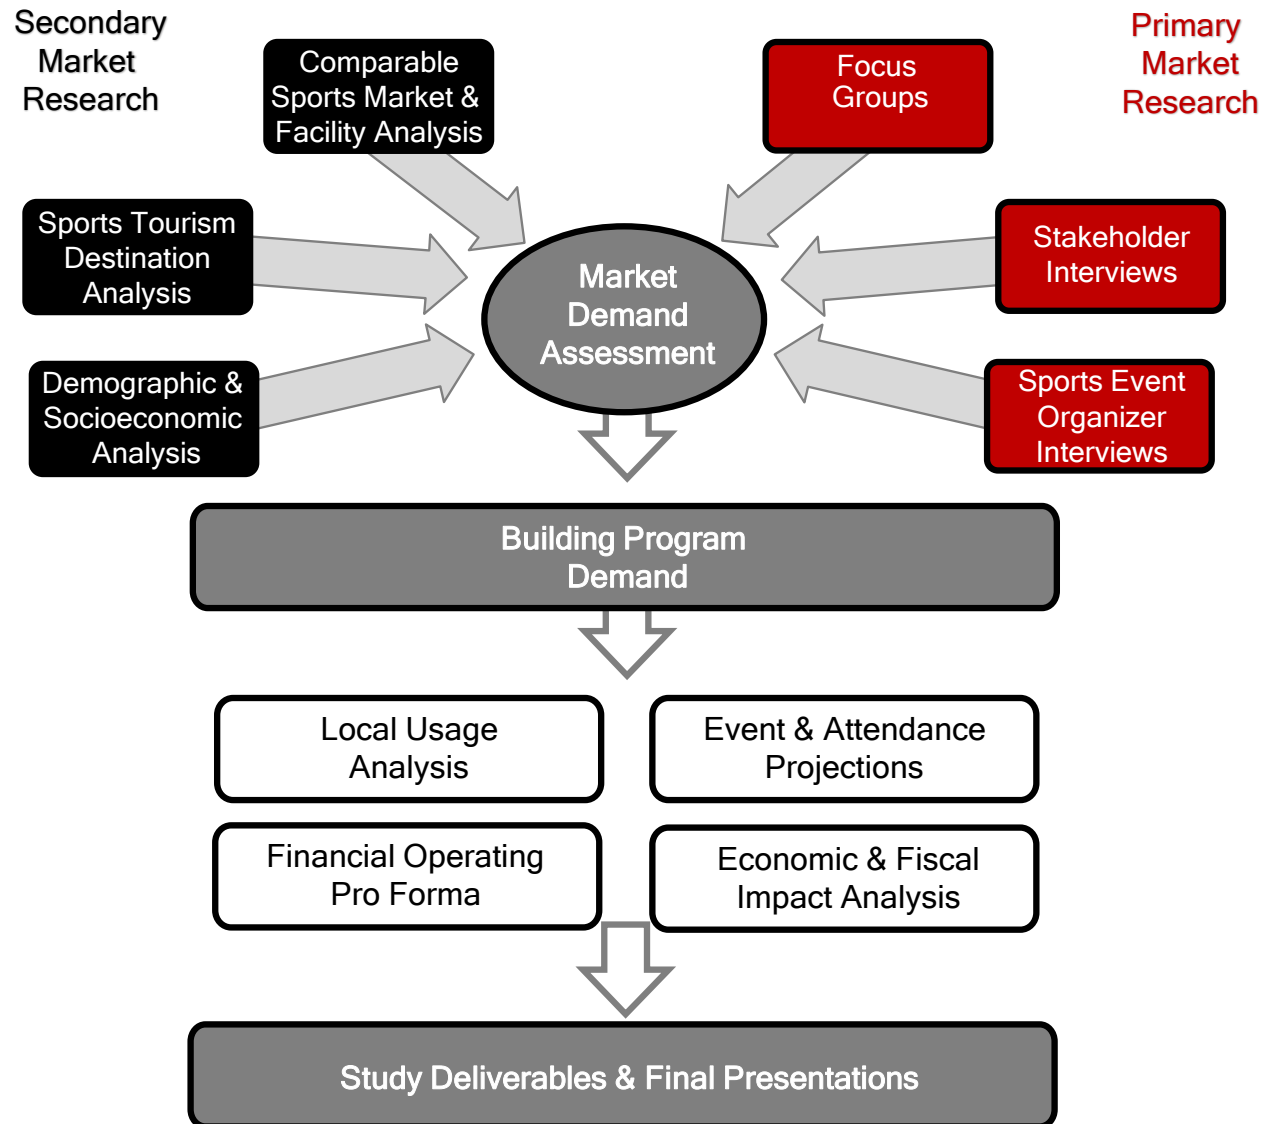 Secondary
Market
Research
Comparable
Sports Market &
Facility Analysis
Focus
Groups
Primary
Market
Research
Sports Tourism
Destination
Analysis
Stakeholder
Interviews
Market
Demand
Assessment
Demographic &
Socioeconomic
Analysis
Sports Event
Organizer
Interviews
Building Program
Demand
Local Usage
Analysis
Event & Attendance
Projections
Financial Operating
Pro Forma
Economic & Fiscal
Impact Analysis
Study Deliverables & Final Presentations